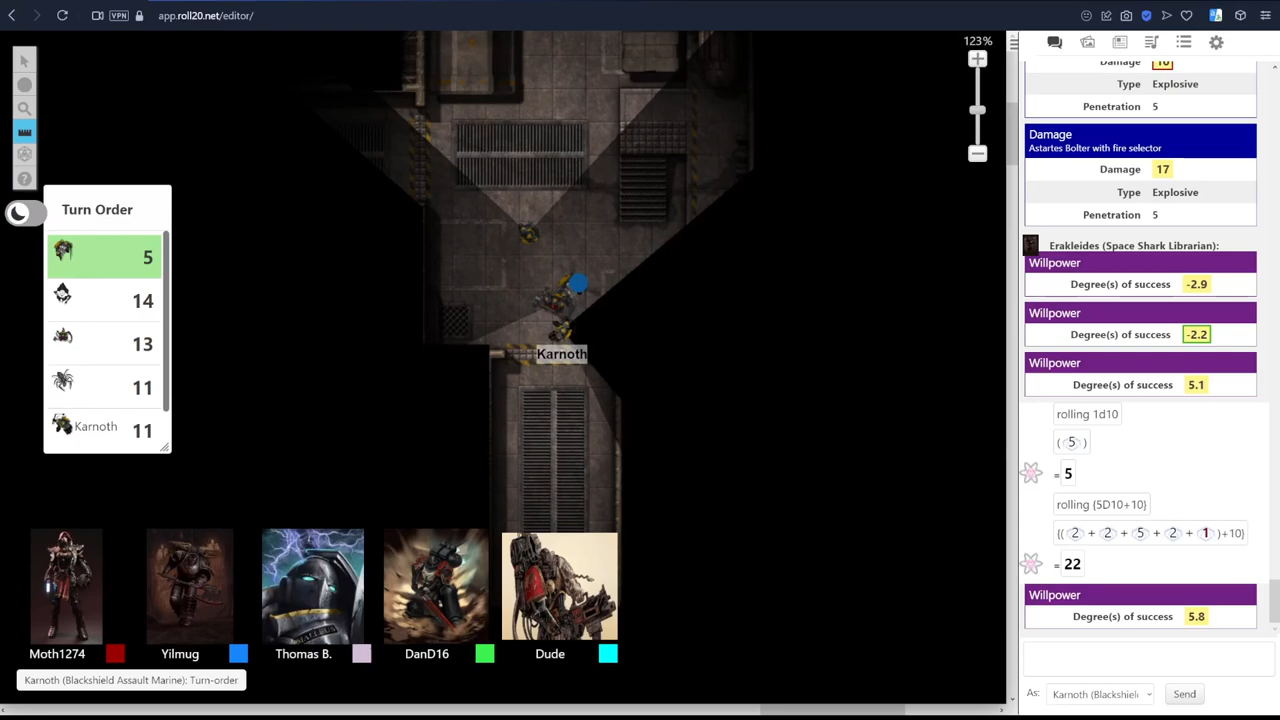 VPN
app.roll20.net/editor/
123%
Turn Order
5
14
13
11
Karnoth
11
Karnoth
Moth1274
Yilmug
Thomas B.
DanD16
Dude
Karnoth (Blackshield Assault Marine): Turn-order
Damage
Type
Explosive
Penetration
5
Damage
Astartes Bolter with fire selector
Damage
17
Type
Explosive
Penetration
5
Erakleides (Space Shark Librarian):
Willpower
Degree(s) of success
-2.9
Willpower
Degree(s) of success
-2.2
Willpower
Degree(s) of success
5.1
rolling 1d10
(5)
= 5
rolling {5D10+10}
{(2+2+5+2+1)+10}
= 22
Willpower
Degree(s) of success
5.8
As:
Karnoth (Blackshiel
Send